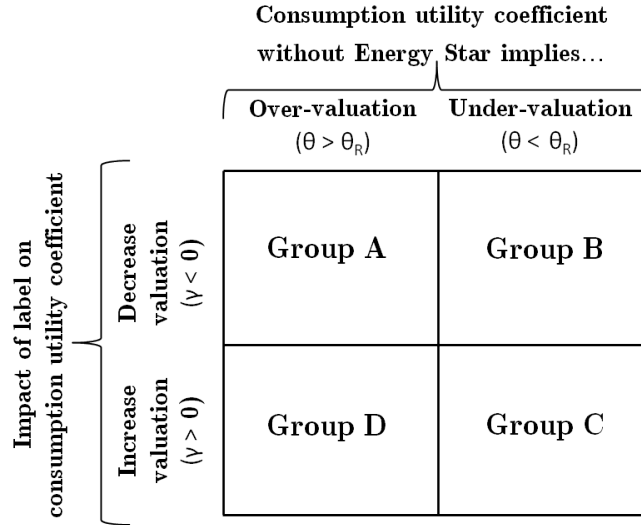 Consumption utility coefficient
without Energy Star implies…
Over-valuation
(θ > θR)
Under-valuation
(θ < θR)
Impact of label on
consumption utility coefficient
Decrease
valuation
(γ < 0)
Group A
Group B
Increase
valuation
(γ > 0)
Group D
Group C